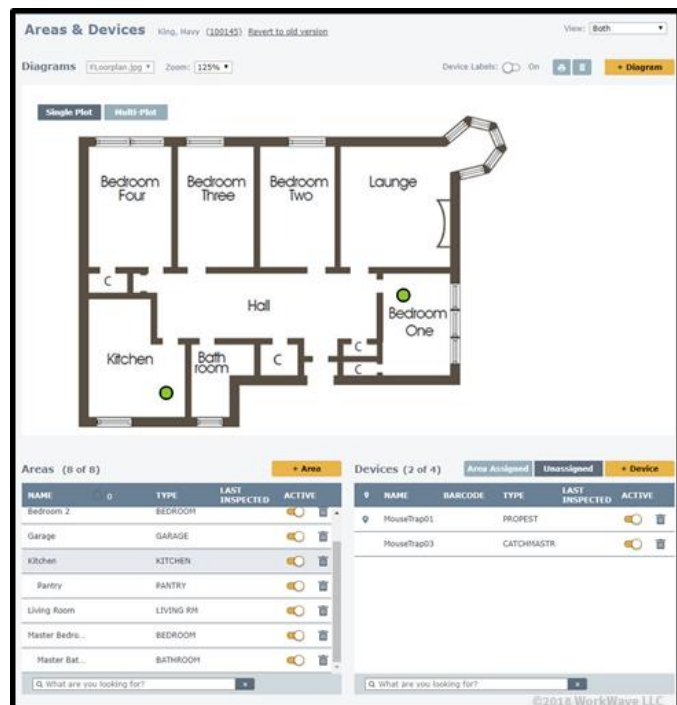 Areas & Devices King, Mavy (100145) Revert to old version View: Both
Diagrams Floorplan.jpg Zoom: 125% Device Labels: On + Diagram
Single Plot Multi-Plot
Bedroom Four
Bedroom Three
Bedroom Two
Lounge
C
Hall
Bedroom One
Kitchen
Bath room
C
C
C
Areas (8 of 8) + Area
NAME 0 TYPE LAST INSPECTED ACTIVE
Bedroom 2 BEDROOM
Garage GARAGE
Kitchen KITCHEN
Pantry PANTRY
Living Room LIVING RM
Master Bedro... BEDROOM
Master Bat... BATHROOM
What are you looking for? x
Devices (2 of 4) Area Assigned Unassigned + Device
NAME BARCODE TYPE LAST INSPECTED ACTIVE
MouseTrap01 PROPEST
MouseTrap03 CATCHMASTR
What are you looking for? x
©2018 WorkWave LLC